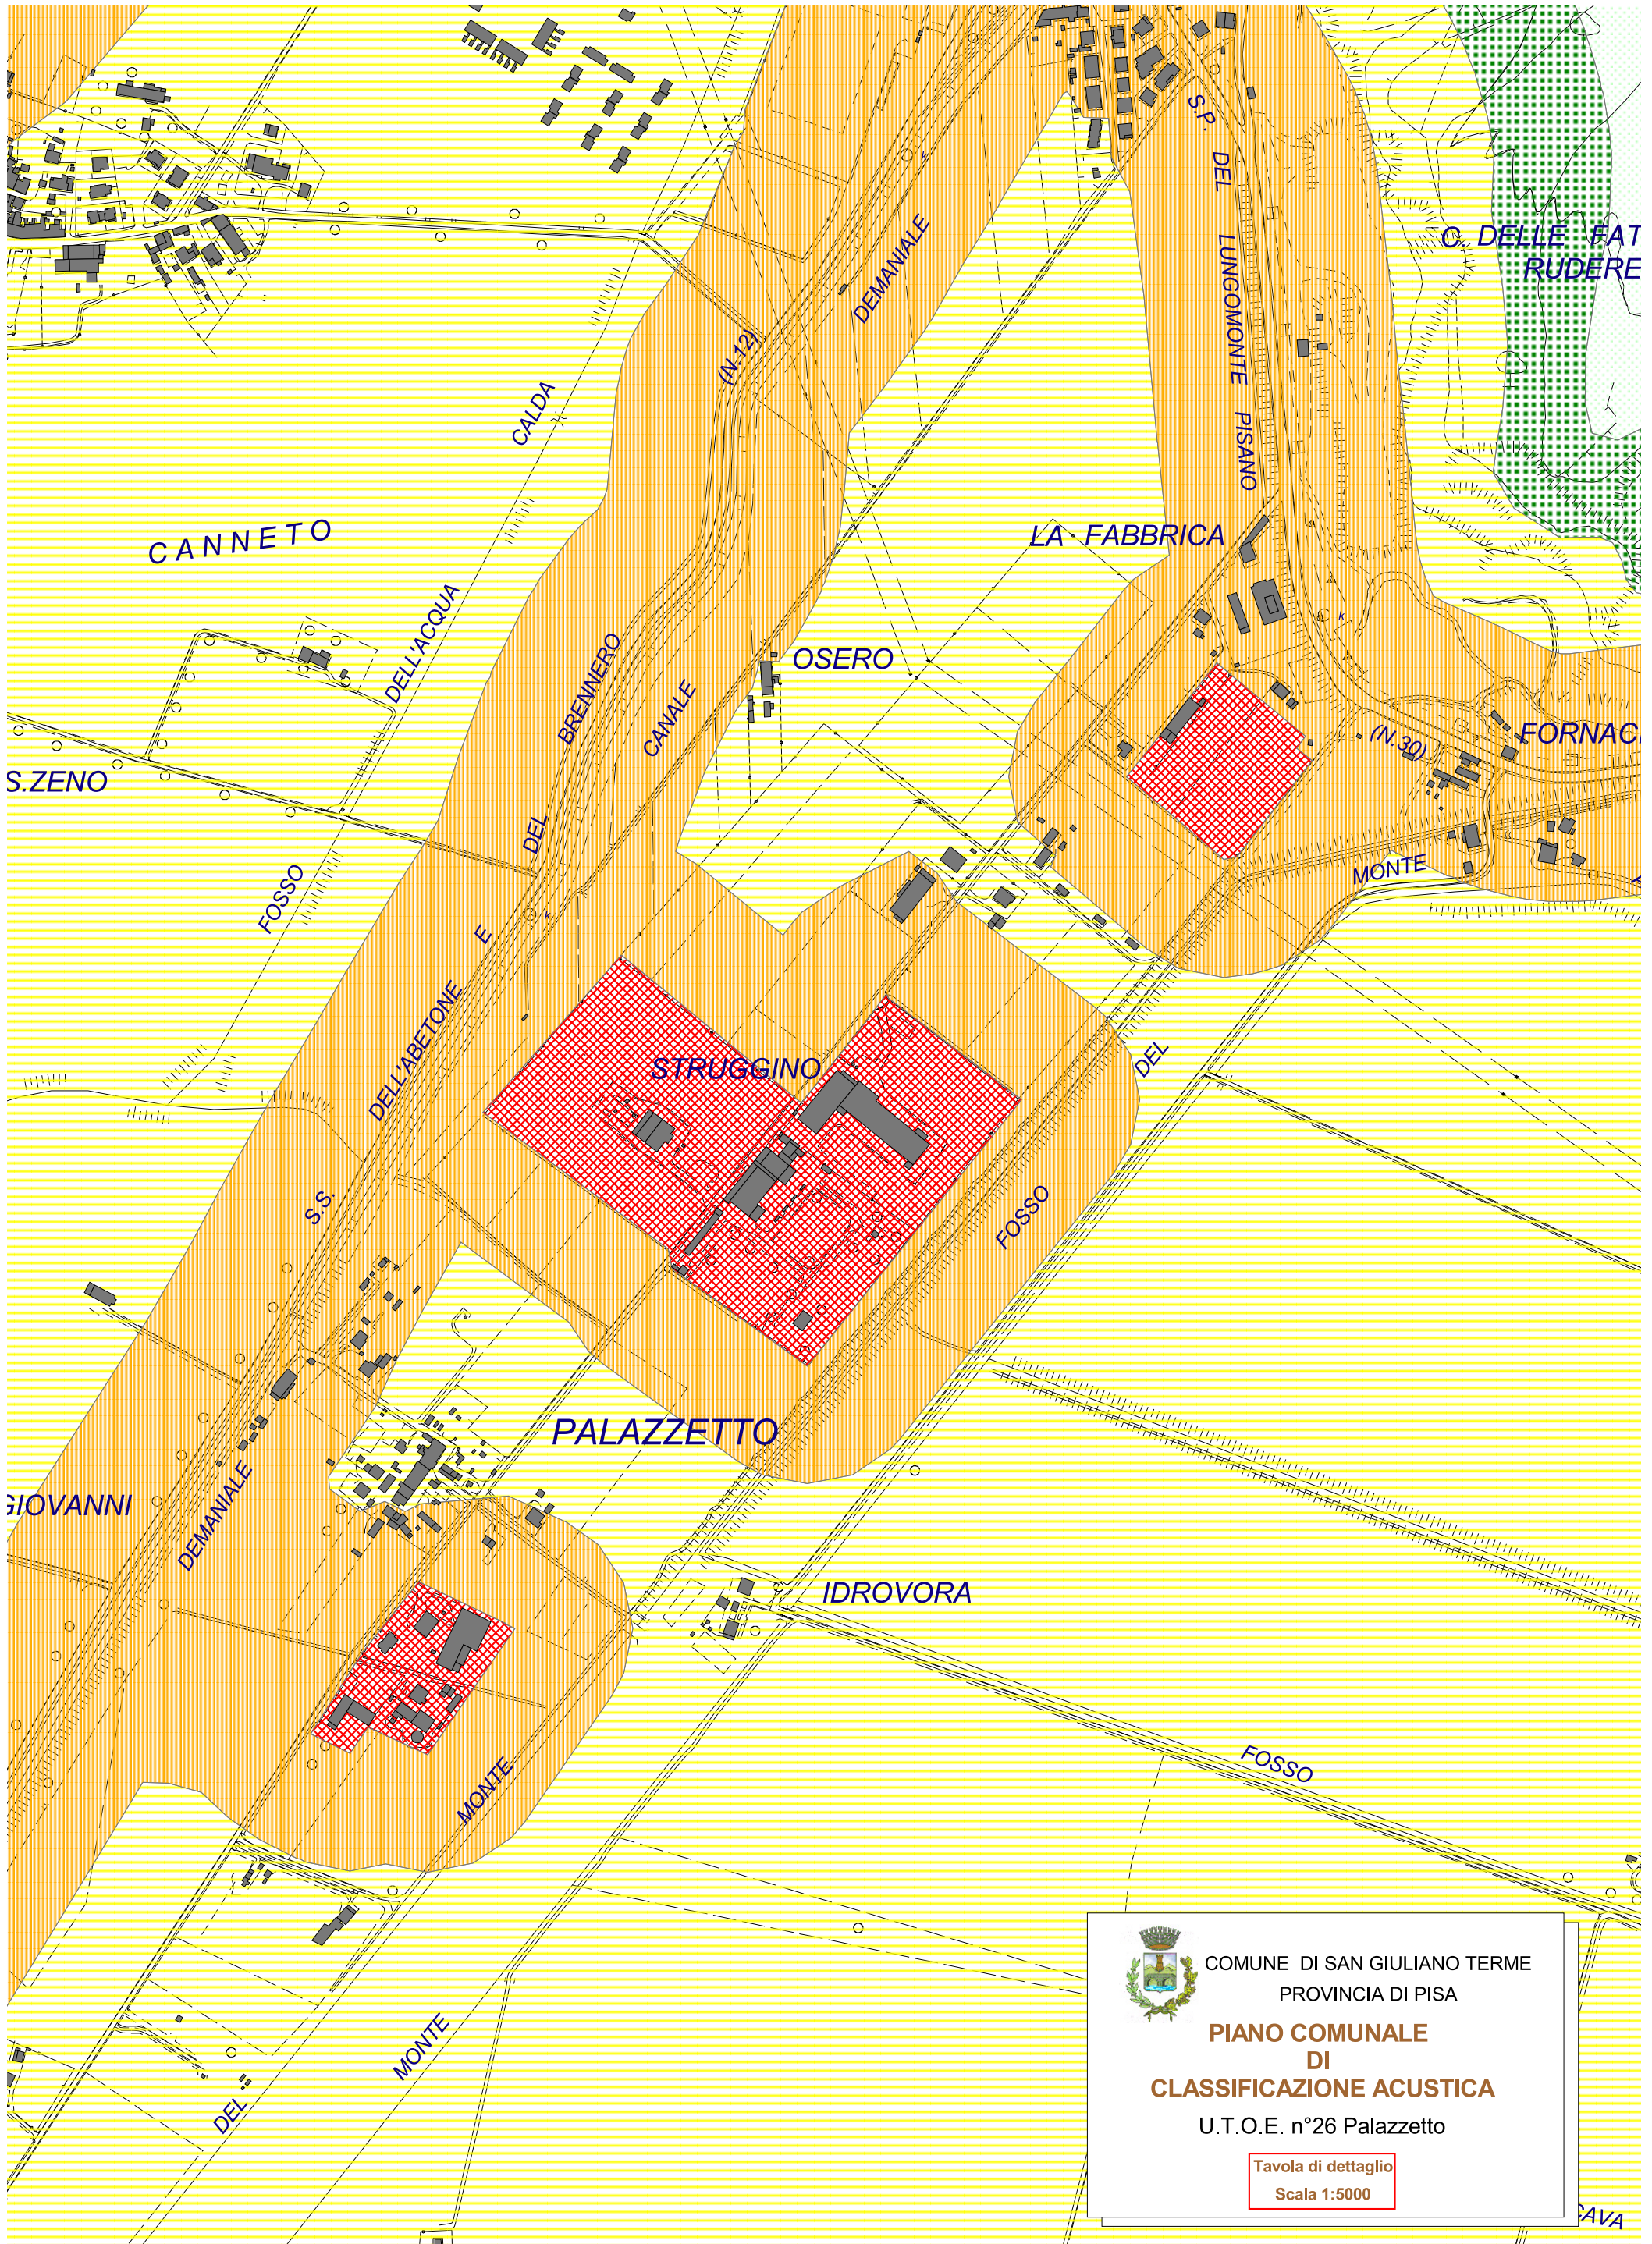 S.P.
DEL
LUNGOMONTE
PISANO
C. DELLE FAT
RUDERE
DEMANIALE
(N.12)
CALDA
CANNETO
LA FABBRICA
DELL'ACQUA
OSERO
BRENNERO
CANALE
(N.30)
FORNAC
S.ZENO
DEL
FOSSO
MONTE
E
DELL'ABETONE
STRUGGINO
DEL
S.S.
FOSSO
PALAZZETTO
GIOVANNI
DEMANIALE
IDROVORA
MONTE
FOSSO
MONTE
DEL
k
k
k
COMUNE DI SAN GIULIANO TERME
PROVINCIA DI PISA
PIANO COMUNALE
DI
CLASSIFICAZIONE ACUSTICA
U.T.O.E. n°26 Palazzetto
Tavola di dettaglio
Scala 1:5000
CAVA